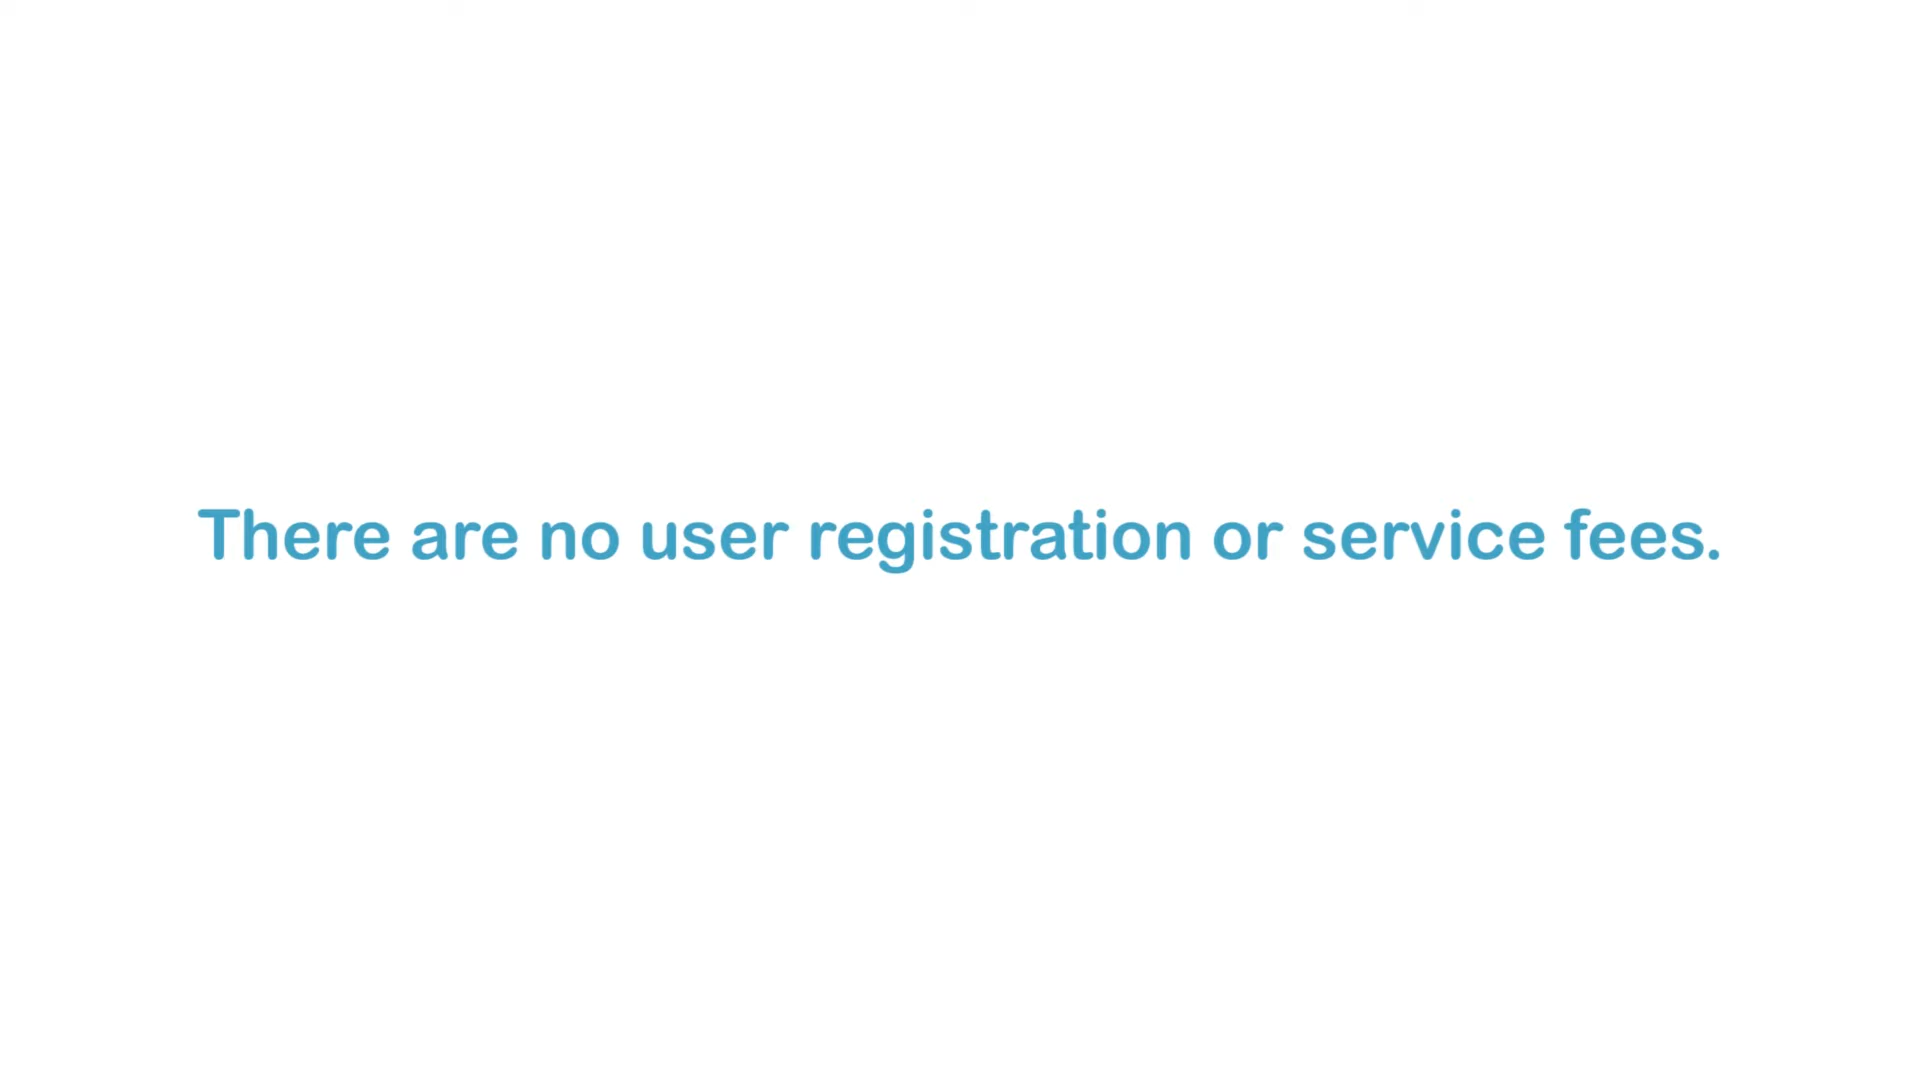 There are no user registration or service fees.